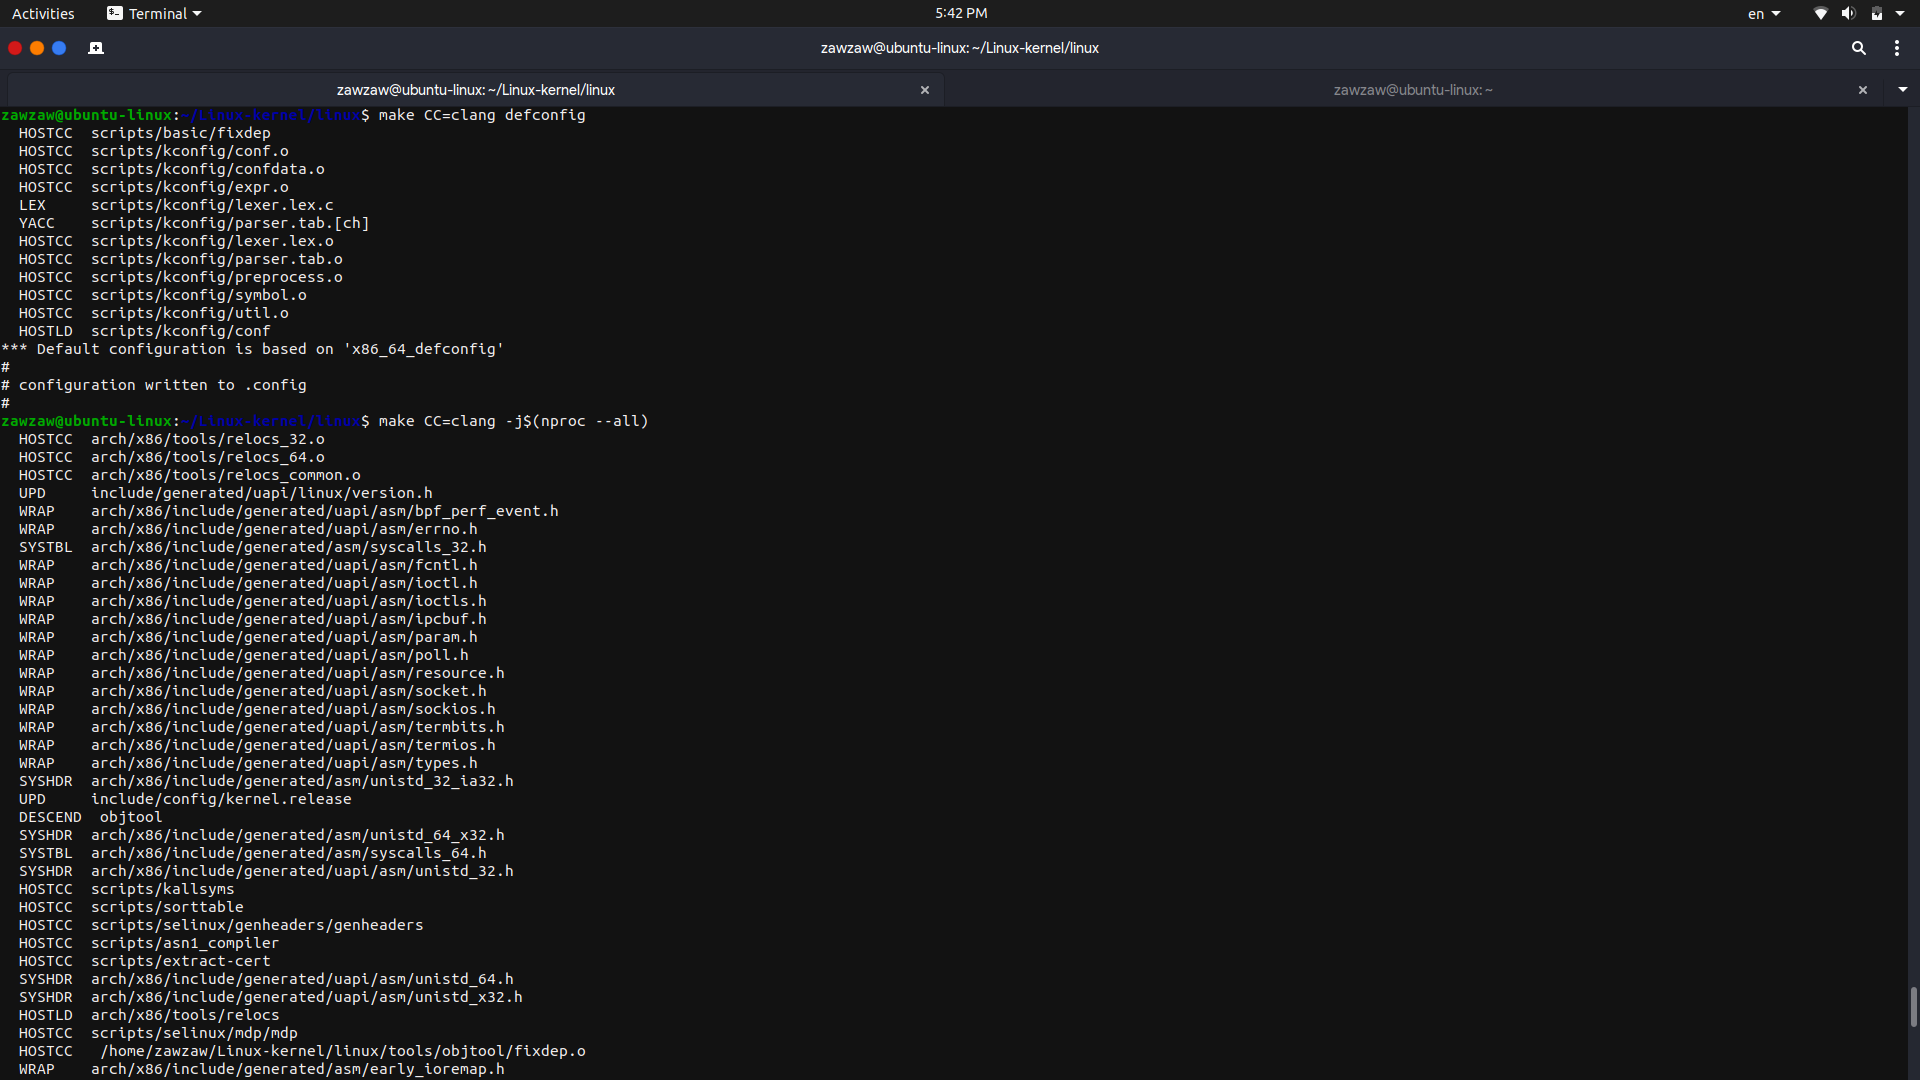 Activities Terminal 5:42 PM en
zawzaw@ubuntu-linux: ~/Linux-kernel/linux
zawzaw@ubuntu-linux: ~/Linux-kernel/linux zawzaw@ubuntu-linux: ~
zawzaw@ubuntu-linux:~/Linux-kernel/linux$ make CC=clang defconfig
  HOSTCC  scripts/basic/fixdep
  HOSTCC  scripts/kconfig/conf.o
  HOSTCC  scripts/kconfig/confdata.o
  HOSTCC  scripts/kconfig/expr.o
  LEX     scripts/kconfig/lexer.lex.c
  YACC    scripts/kconfig/parser.tab.[ch]
  HOSTCC  scripts/kconfig/lexer.lex.o
  HOSTCC  scripts/kconfig/parser.tab.o
  HOSTCC  scripts/kconfig/preprocess.o
  HOSTCC  scripts/kconfig/symbol.o
  HOSTCC  scripts/kconfig/util.o
  HOSTLD  scripts/kconfig/conf
*** Default configuration is based on 'x86_64_defconfig'
#
# configuration written to .config
#
zawzaw@ubuntu-linux:~/Linux-kernel/linux$ make CC=clang -j$(nproc --all)
  HOSTCC  arch/x86/tools/relocs_32.o
  HOSTCC  arch/x86/tools/relocs_64.o
  HOSTCC  arch/x86/tools/relocs_common.o
  UPD     include/generated/uapi/linux/version.h
  WRAP    arch/x86/include/generated/uapi/asm/bpf_perf_event.h
  WRAP    arch/x86/include/generated/uapi/asm/errno.h
  SYSTBL  arch/x86/include/generated/asm/syscalls_32.h
  WRAP    arch/x86/include/generated/uapi/asm/fcntl.h
  WRAP    arch/x86/include/generated/uapi/asm/ioctl.h
  WRAP    arch/x86/include/generated/uapi/asm/ioctls.h
  WRAP    arch/x86/include/generated/uapi/asm/ipcbuf.h
  WRAP    arch/x86/include/generated/uapi/asm/param.h
  WRAP    arch/x86/include/generated/uapi/asm/poll.h
  WRAP    arch/x86/include/generated/uapi/asm/resource.h
  WRAP    arch/x86/include/generated/uapi/asm/socket.h
  WRAP    arch/x86/include/generated/uapi/asm/sockios.h
  WRAP    arch/x86/include/generated/uapi/asm/termbits.h
  WRAP    arch/x86/include/generated/uapi/asm/termios.h
  WRAP    arch/x86/include/generated/uapi/asm/types.h
  SYSHDR  arch/x86/include/generated/asm/unistd_32_ia32.h
  UPD     include/config/kernel.release
  DESCEND  objtool
  SYSHDR  arch/x86/include/generated/asm/unistd_64_x32.h
  SYSTBL  arch/x86/include/generated/asm/syscalls_64.h
  SYSHDR  arch/x86/include/generated/uapi/asm/unistd_32.h
  HOSTCC  scripts/kallsyms
  HOSTCC  scripts/sorttable
  HOSTCC  scripts/selinux/genheaders/genheaders
  HOSTCC  scripts/asn1_compiler
  HOSTCC  scripts/extract-cert
  SYSHDR  arch/x86/include/generated/uapi/asm/unistd_64.h
  SYSHDR  arch/x86/include/generated/uapi/asm/unistd_x32.h
  HOSTLD  arch/x86/tools/relocs
  HOSTCC  scripts/selinux/mdp/mdp
  HOSTCC   /home/zawzaw/Linux-kernel/linux/tools/objtool/fixdep.o
  WRAP    arch/x86/include/generated/asm/early_ioremap.h